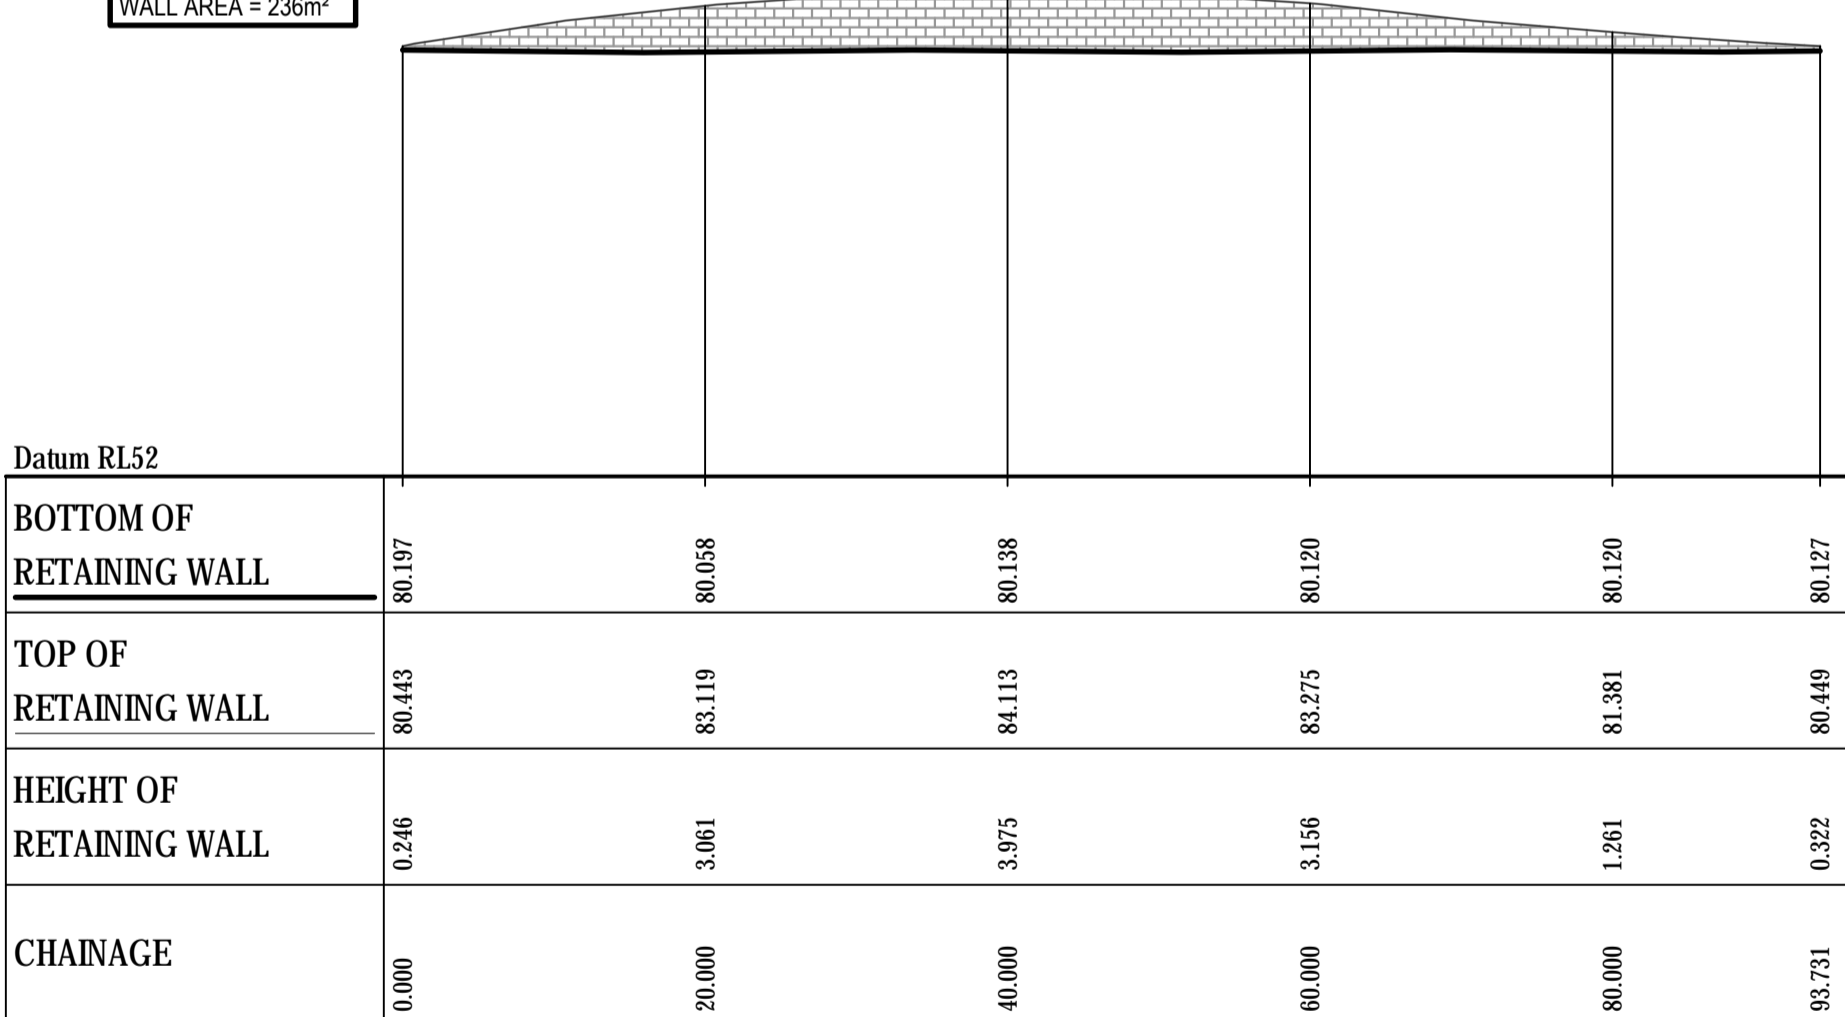 WALL AREA = 236m²
Datum RL52
BOTTOM OF
RETAINING WALL
80.197 80.058 80.138 80.120 80.120 80.127
TOP OF
RETAINING WALL
80.443 83.119 84.113 83.275 81.381 80.449
HEIGHT OF
RETAINING WALL
0.246 3.061 3.975 3.156 1.261 0.322
CHAINAGE
0.000 20.000 40.000 60.000 80.000 93.731